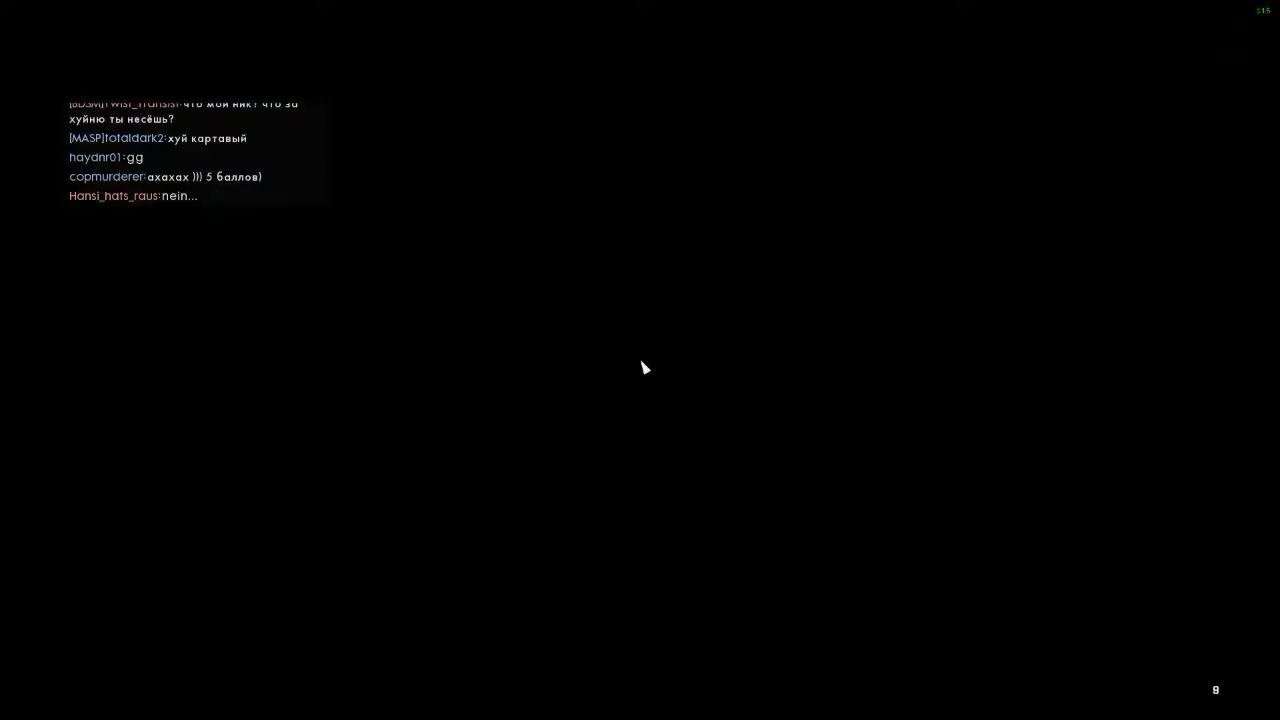 что мой ник? что за
хуйню ты несёшь?
[MASP]totaldark2:хуй картавый
haydnr01:gg
copmurderer:ахахах ))) 5 баллов)
Hansi_hats_raus:nein...
9